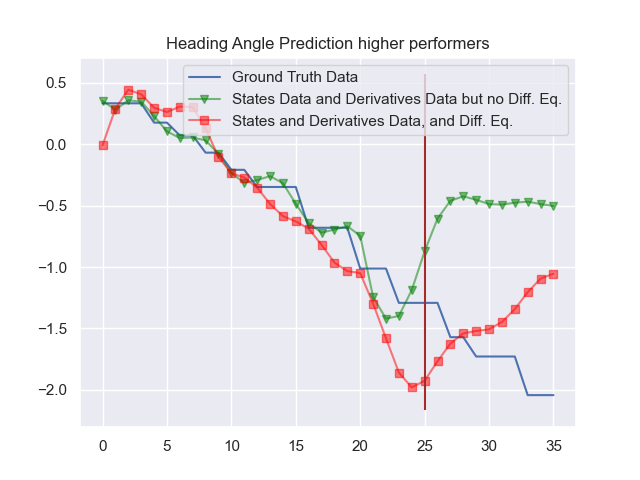 Heading Angle Prediction higher performers
Ground Truth Data
States Data and Derivatives Data but no Diff. Eq.
States and Derivatives Data, and Diff. Eq.
0.5
0.0
−0.5
−1.0
−1.5
−2.0
0 5 10 15 20 25 30 35